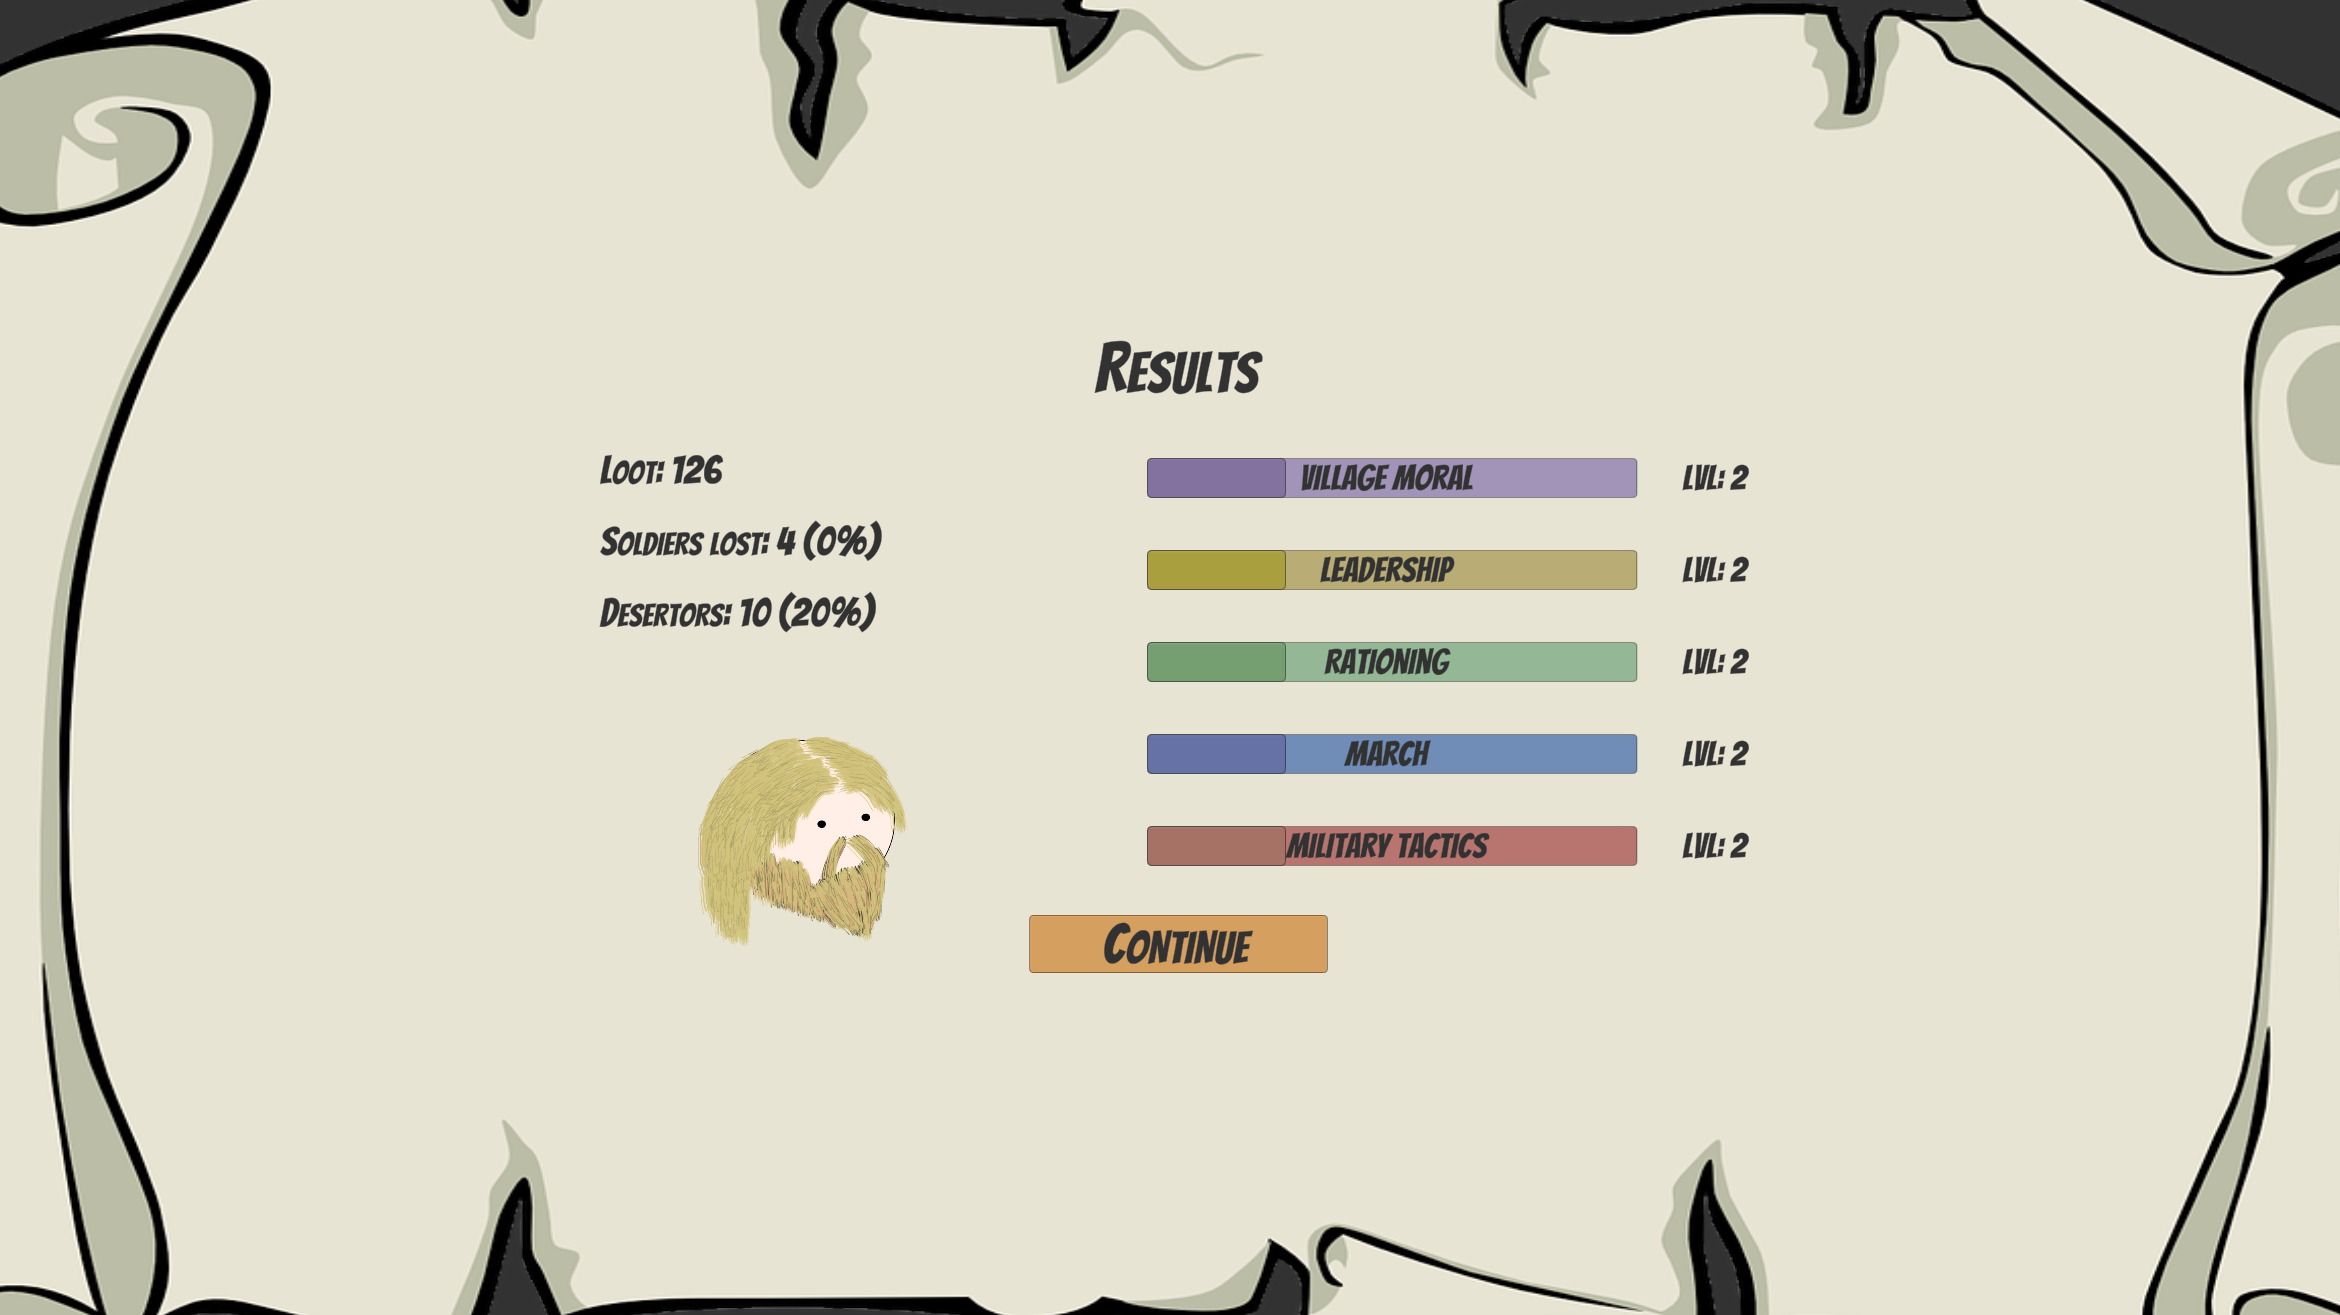 Results
Loot: 126
Soldiers lost: 4 (0%)
Desertors: 10 (20%)
VILLAGE MORAL LVL: 2
LEADERSHIP LVL: 2
RATIONING LVL: 2
MARCH LVL: 2
MILITARY TACTICS LVL: 2
Continue